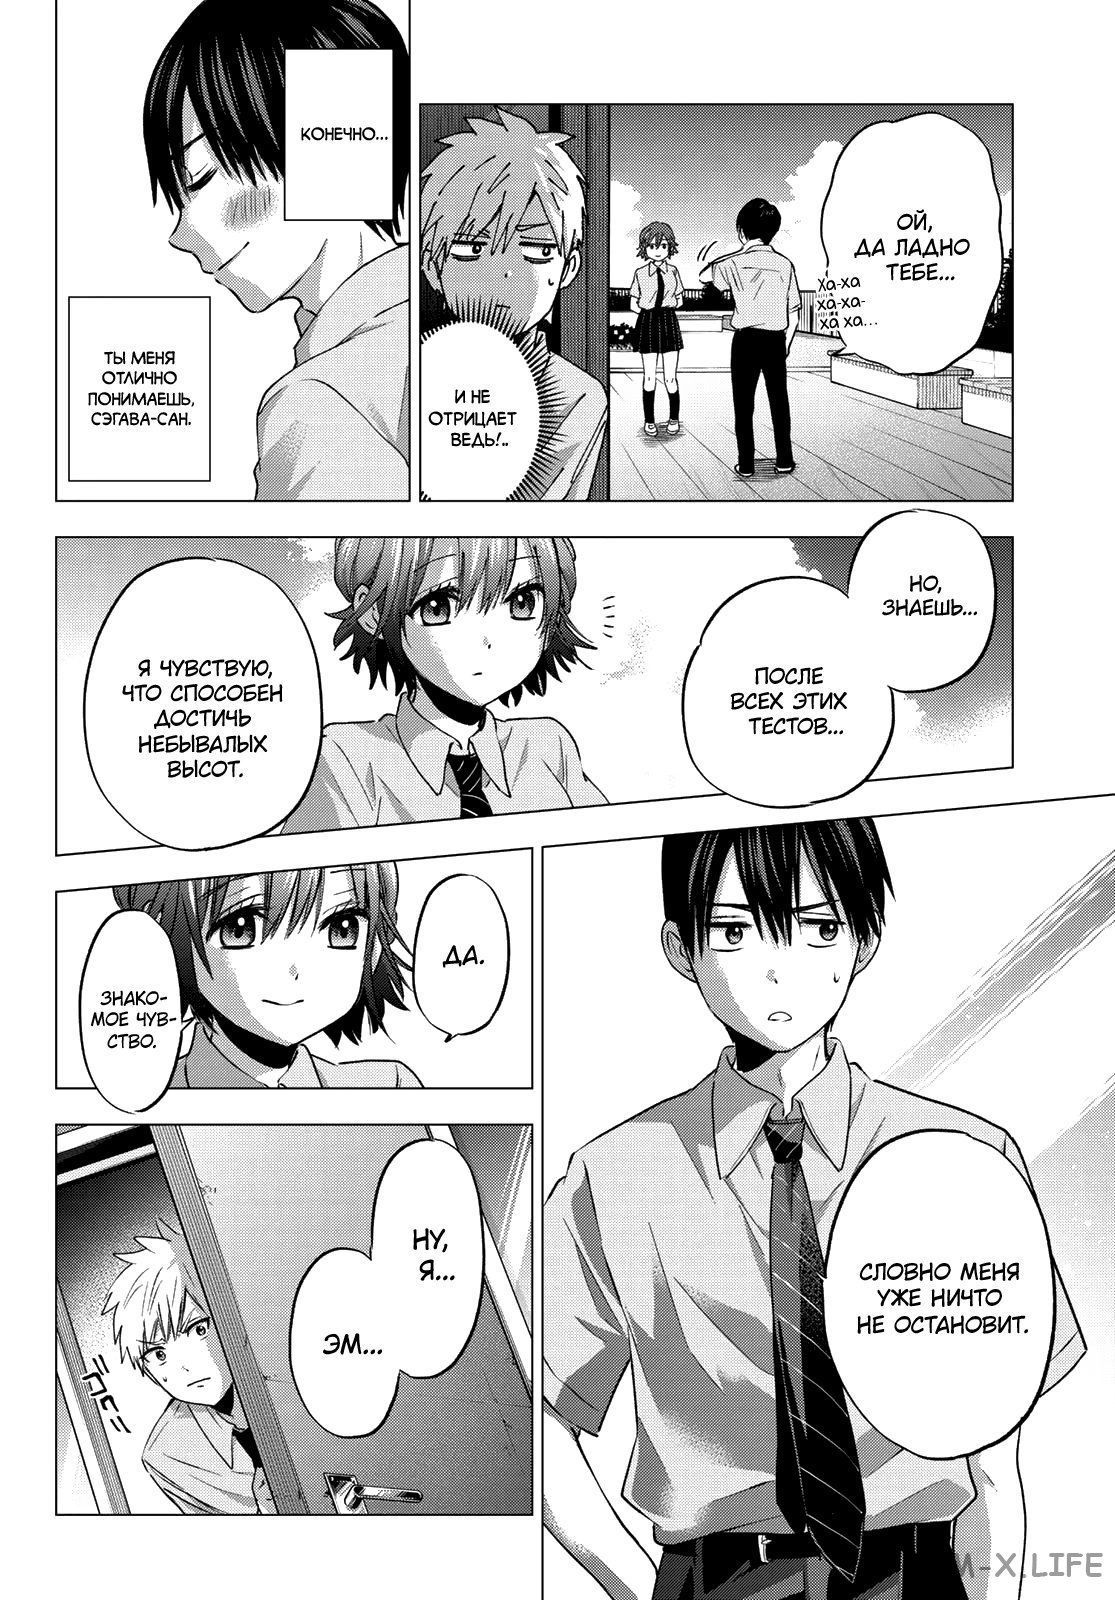 ОЙ,
ДА ЛАДНО
ТЕБЕ...
ХА-ХА
ХА-ХА-
ХА ХА...
И НЕ
ОТРИЦАЕТ
ВЕДЬ!..
КОНЕЧНО...
ТЫ МЕНЯ
ОТЛИЧНО
ПОНИМАЕШЬ,
СЭГАВА-САН.
НО,
ЗНАЕШЬ...
ПОСЛЕ
ВСЕХ ЭТИХ
ТЕСТОВ...
Я ЧУВСТВУЮ,
ЧТО СПОСОБЕН
ДОСТИЧЬ
НЕБЫВАЛЫХ
ВЫСОТ.
СЛОВНО МЕНЯ
УЖЕ НИЧТО
НЕ ОСТАНОВИТ.
ДА.
ЗНАКО-
МОЕ ЧУВ-
СТВО.
НУ,
Я...
ЭМ...
M-X.LIFE